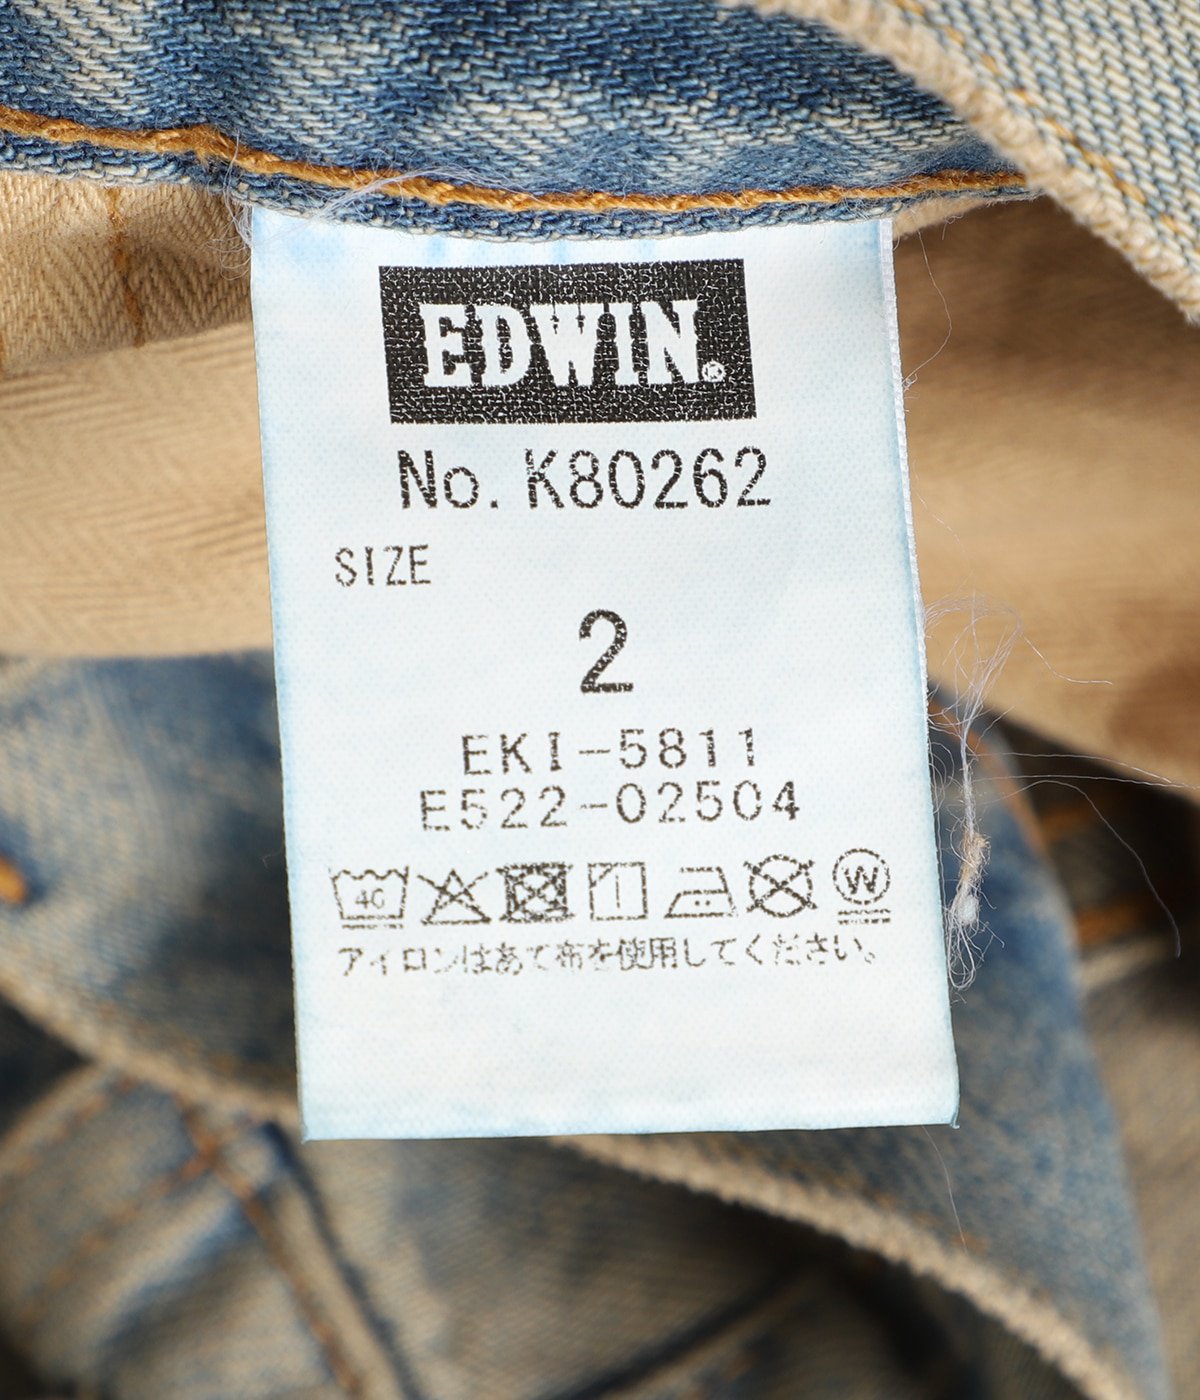 EDWIN®
No. K80262
SIZE
2
EKI-5811
E522-02504
40 W
アイロンはあて布を使用してください。